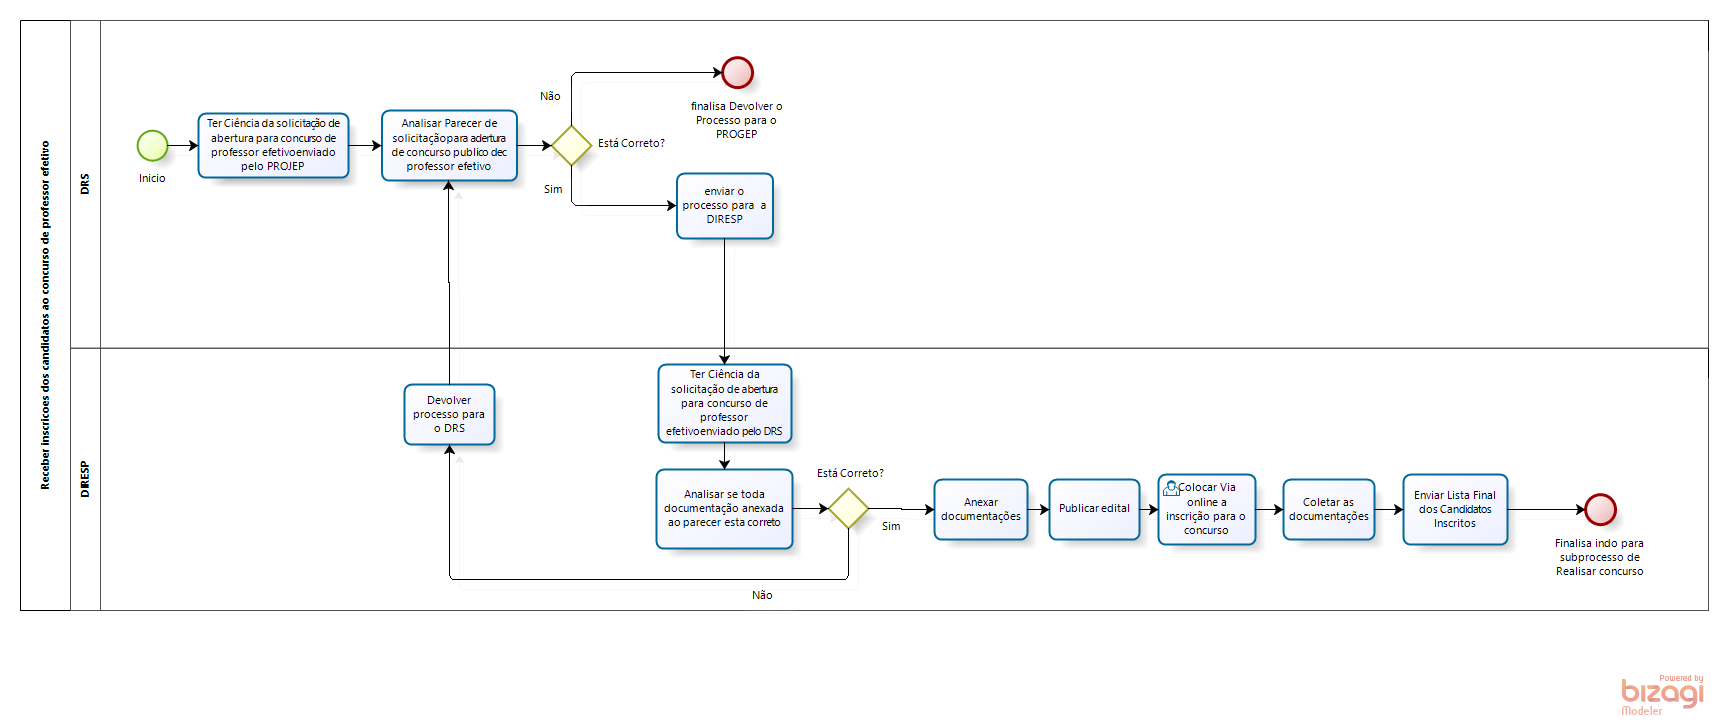 Receber inscricoes dos candidatos ao concurso de professor efetivo
DRS
Inicio
Ter Ciência da solicitação de
abertura para concurso de
professor efetivoenviado
pelo PROJEP
Analisar Parecer de
solicitaçãopara adertura
de concurso publico dec
professor efetivo
Não
Está Correto?
Sim
finalisa Devolver o
Processo para o
PROGEP
enviar o
processo para a
DIRESP
DIRESP
Devolver
processo para
o DRS
Ter Ciência da
solicitação de abertura
para concurso de
professor
efetivoenviado pelo DRS
Analisar se toda
documentação anexada
ao parecer esta correto
Está Correto?
Sim
Não
Anexar
documentações
Publicar edital
Colocar Via
online a
inscrição para o
concurso
Coletar as
documentações
Enviar Lista Final
dos Candidatos
Inscritos
Finalisa indo para
subprocesso de
Realisar concurso
Powered by
bizagi
Modeler